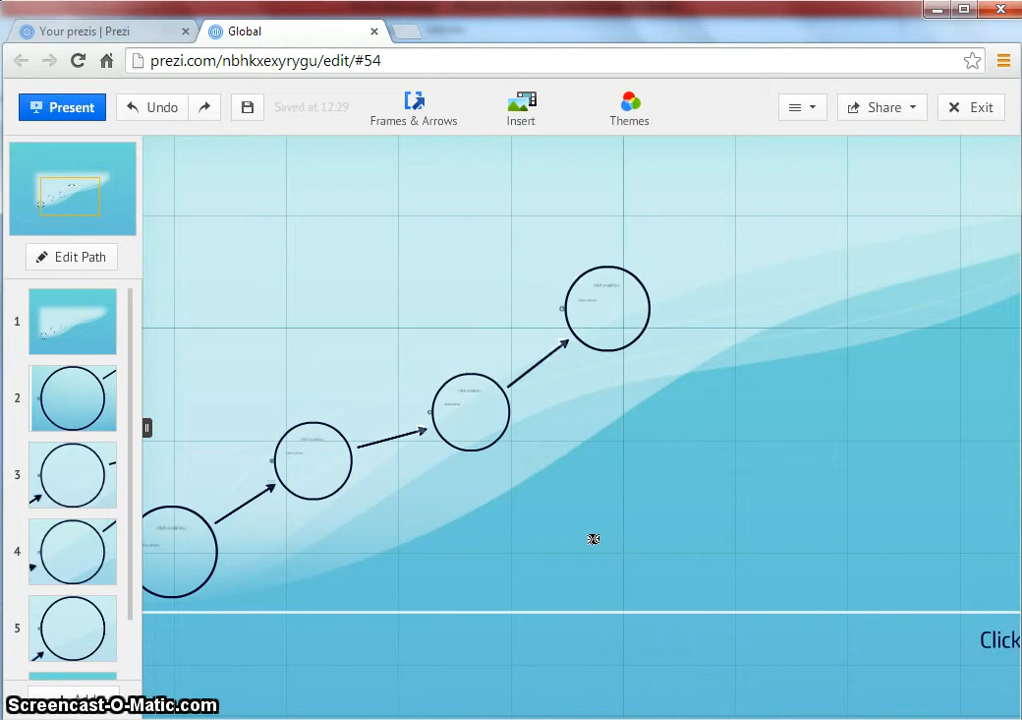 Your prezis | Prezi
Global
prezi.com/nbhkxexyrygu/edit/#54
Present
Undo
Saved at 12:29
Frames & Arrows
Insert
Themes
Share
Exit
Edit Path
1
2
3
4
5
Click
Screencast-O-Matic.com